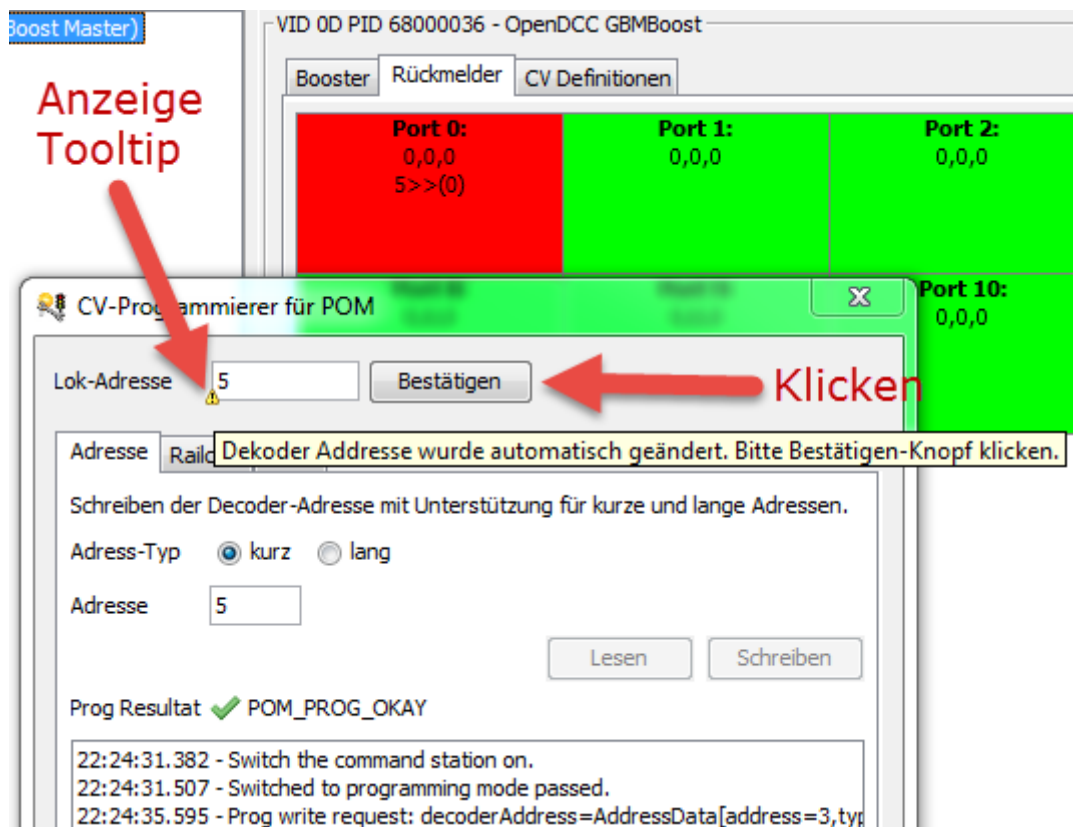 Boost Master)
VID 0D PID 68000036 - OpenDCC GBMBoost
Anzeige
Tooltip
Booster Rückmelder CV Definitionen
Port 0: Port 1: Port 2:
0,0,0 0,0,0 0,0,0
5>>(0)
CV-Programmierer für POM
Port 10:
0,0,0
Lok-Adresse 5 Bestätigen
Klicken
Adresse
Dekoder Addresse wurde automatisch geändert. Bitte Bestätigen-Knopf klicken.
Schreiben der Decoder-Adresse mit Unterstützung für kurze und lange Adressen.
Adress-Typ kurz lang
Adresse 5
Lesen Schreiben
Prog Resultat POM_PROG_OKAY
22:24:31.382 - Switch the command station on.
22:24:31.507 - Switched to programming mode passed.
22:24:35.595 - Prog write request: decoderAddress=AddressData[address=3,typ